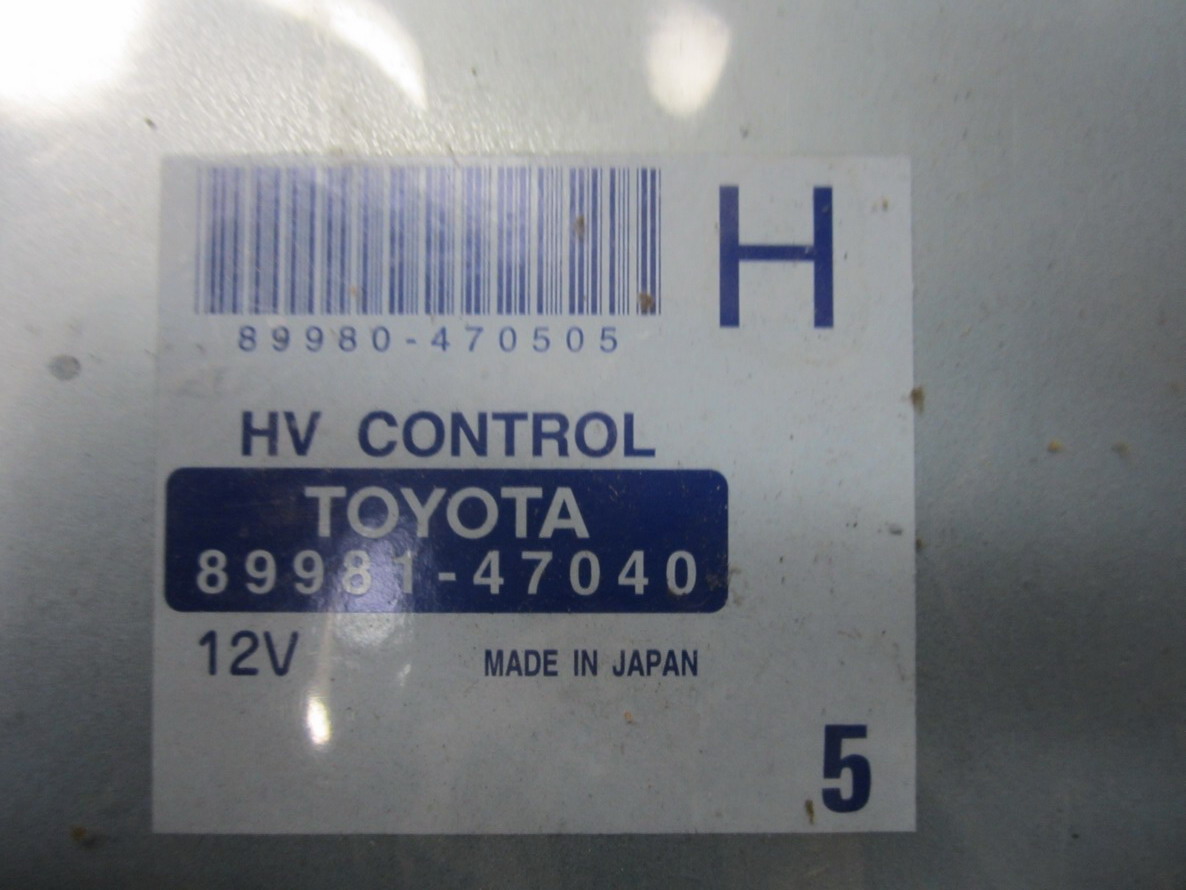 H
89980-470505
HV CONTROL
TOYOTA
89981-47040
12V MADE IN JAPAN
5